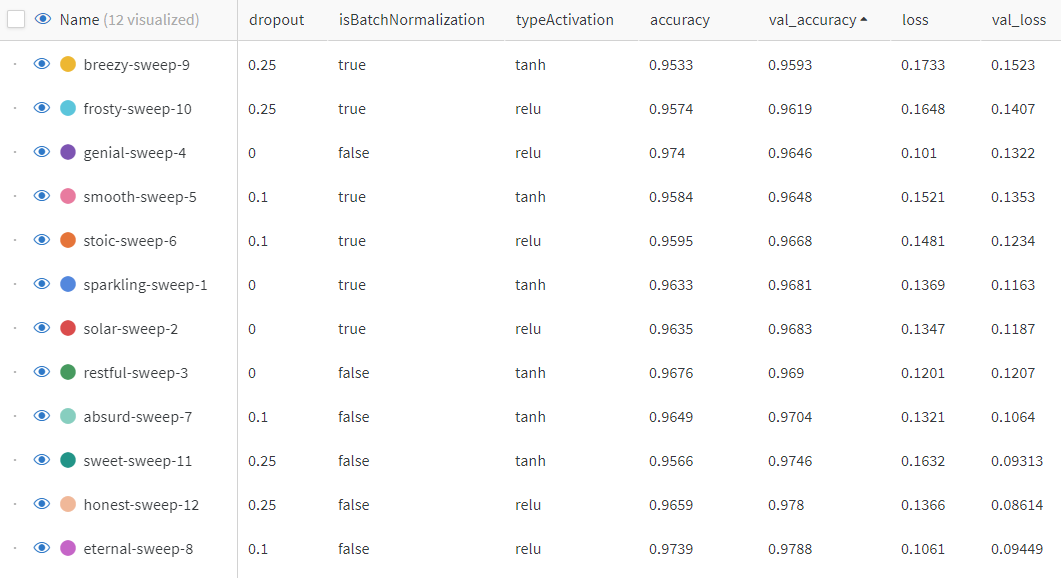 Name (12 visualized) dropout isBatchNormalization typeActivation accuracy val_accuracy loss val_loss
breezy-sweep-9 0.25 true tanh 0.9533 0.9593 0.1733 0.1523
frosty-sweep-10 0.25 true relu 0.9574 0.9619 0.1648 0.1407
genial-sweep-4 0 false relu 0.974 0.9646 0.101 0.1322
smooth-sweep-5 0.1 true tanh 0.9584 0.9648 0.1521 0.1353
stoic-sweep-6 0.1 true relu 0.9595 0.9668 0.1481 0.1234
sparkling-sweep-1 0 true tanh 0.9633 0.9681 0.1369 0.1163
solar-sweep-2 0 true relu 0.9635 0.9683 0.1347 0.1187
restful-sweep-3 0 false tanh 0.9676 0.969 0.1201 0.1207
absurd-sweep-7 0.1 false tanh 0.9649 0.9704 0.1321 0.1064
sweet-sweep-11 0.25 false tanh 0.9566 0.9746 0.1632 0.09313
honest-sweep-12 0.25 false relu 0.9659 0.978 0.1366 0.08614
eternal-sweep-8 0.1 false relu 0.9739 0.9788 0.1061 0.09449